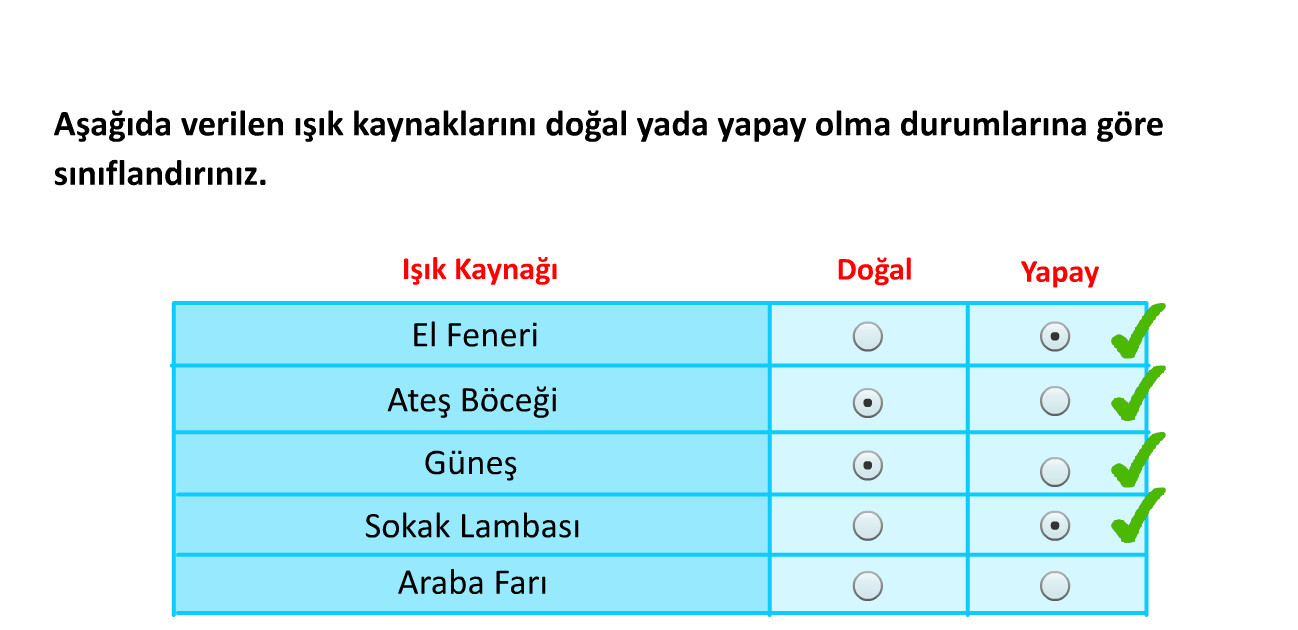 Aşağıda verilen ışık kaynaklarını doğal yada yapay olma durumlarına göre
sınıflandırınız.
Işık Kaynağı Doğal Yapay
El Feneri
Ateş Böceği
Güneş
Sokak Lambası
Araba Farı